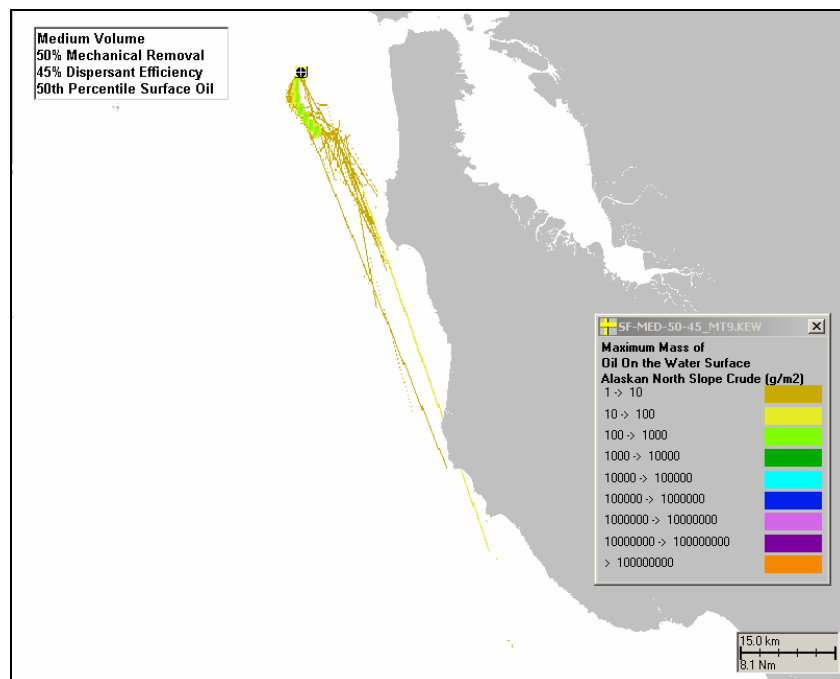 Medium Volume
50% Mechanical Removal
45% Dispersant Efficiency
50th Percentile Surface Oil
SF-MED-50-45_MT9.KEW
Maximum Mass of
Oil On the Water Surface
Alaskan North Slope Crude (g/m2)
1 -> 10
10 -> 100
100 -> 1000
1000 -> 10000
10000 -> 100000
100000 -> 1000000
1000000 -> 10000000
10000000 -> 100000000
> 100000000
15.0 km
8.1 Nm